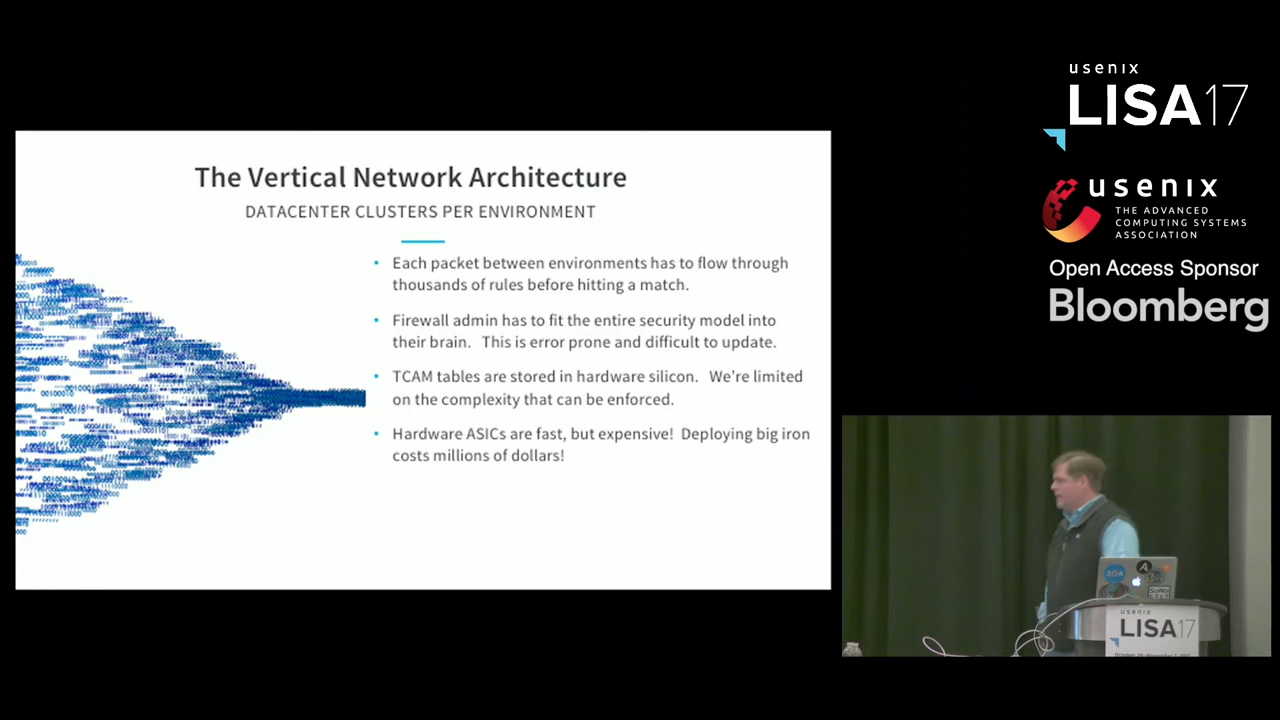 usenix
LISA17
usenix
THE ADVANCED
COMPUTING SYSTEMS
ASSOCIATION
Open Access Sponsor
Bloomberg
The Vertical Network Architecture
DATACENTER CLUSTERS PER ENVIRONMENT
• Each packet between environments has to flow through
thousands of rules before hitting a match.
• Firewall admin has to fit the entire security model into
their brain. This is error prone and difficult to update.
• TCAM tables are stored in hardware silicon. We're limited
on the complexity that can be enforced.
• Hardware ASICs are fast, but expensive! Deploying big iron
costs millions of dollars!
usenix
LISA17